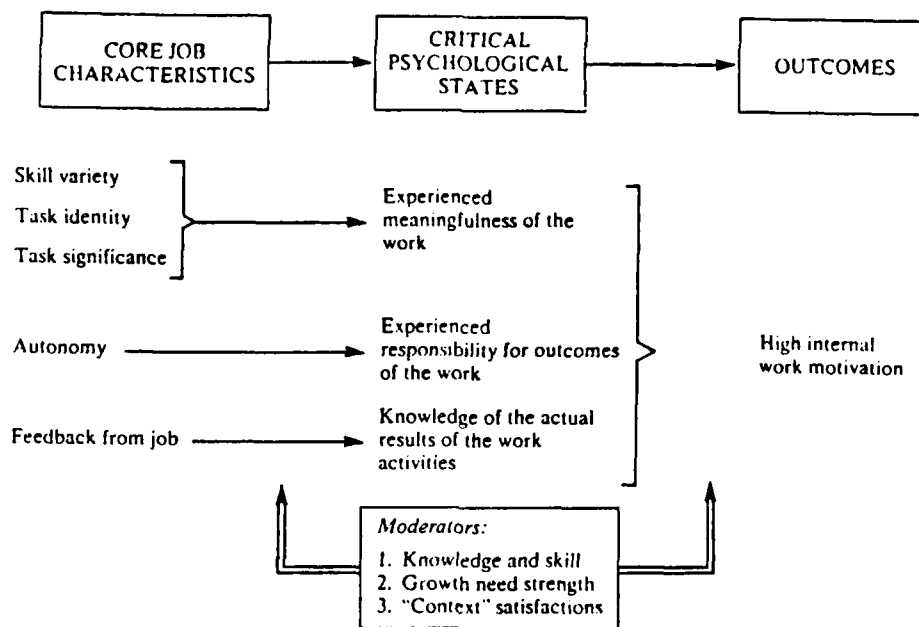 CORE JOB
CHARACTERISTICS
CRITICAL
PSYCHOLOGICAL
STATES
OUTCOMES
Skill variety
Task identity
Task significance
Experienced
meaningfulness of the
work
Autonomy
Experienced
responsibility for outcomes
of the work
High internal
work motivation
Feedback from job
Knowledge of the actual
results of the work
activities
Moderators:
1. Knowledge and skill
2. Growth need strength
3. "Context" satisfactions